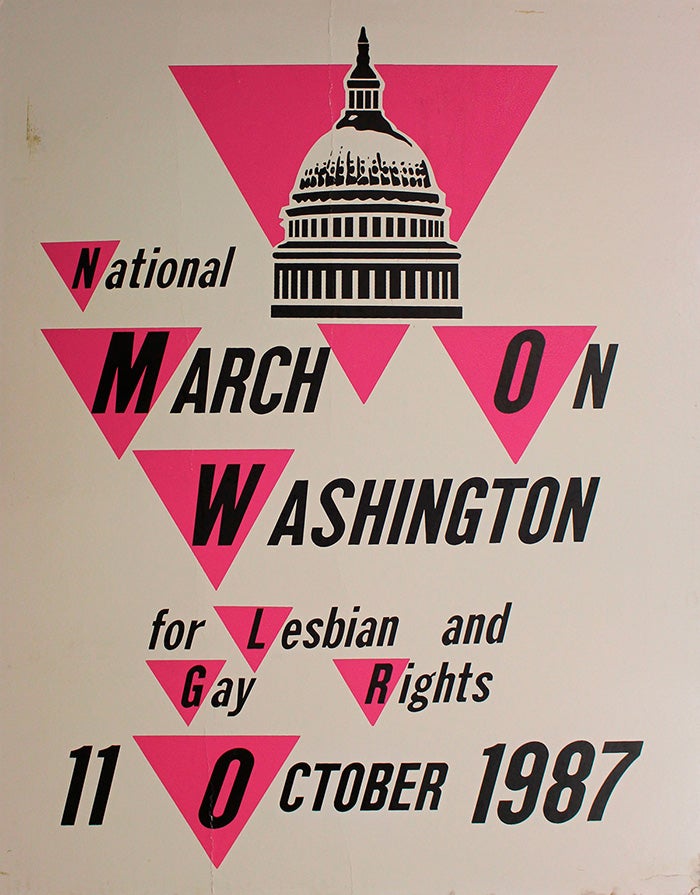 National
MARCH ON
WASHINGTON
for Lesbian and
Gay Rights
11 OCTOBER 1987